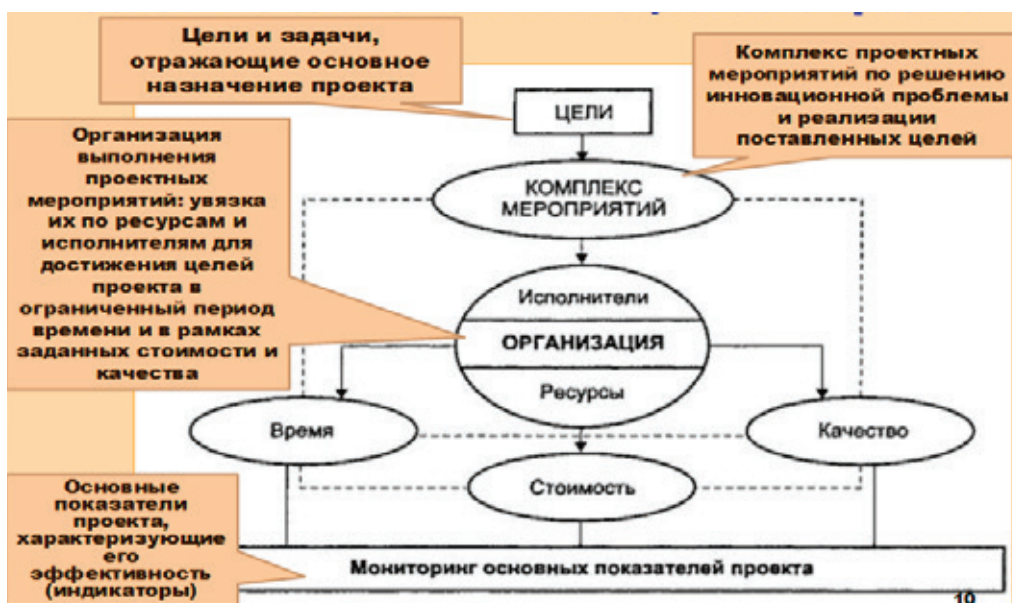 Цели и задачи,
отражающие основное
назначение проекта
Комплекс проектных
мероприятий по решению
инновационной проблемы
и реализации
поставленных целей
ЦЕЛИ
Организация
выполнения
проектных
мероприятий: увязка
их по ресурсам и
исполнителям для
достижения целей
проекта в
ограниченный период
времени и в рамках
заданных стоимости и
качества
КОМПЛЕКС
МЕРОПРИЯТИЙ
Исполнители
ОРГАНИЗАЦИЯ
Ресурсы
Время
Качество
Стоимость
Основные
показатели
проекта,
характеризующие
его
эффективность
(индикаторы)
Мониторинг основных показателей проекта